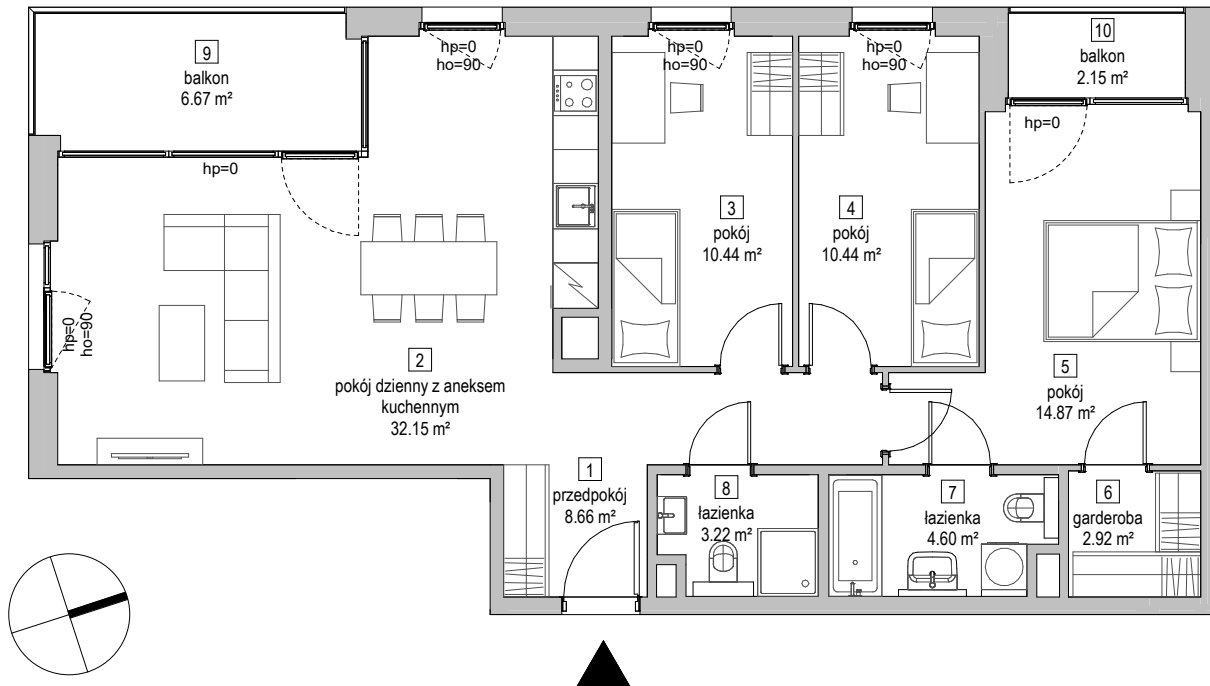 9
balkon
6.67 m²
hp=0
hp=0
ho=90
hp=0
ho=90
hp=0
ho=90
10
balkon
2.15 m²
hp=0
hp=0
ho=90
2
pokój dzienny z aneksem
kuchennym
32.15 m²
3
pokój
10.44 m²
4
pokój
10.44 m²
5
pokój
14.87 m²
1
przedpokój
8.66 m²
8
łazienka
3.22 m²
7
łazienka
4.60 m²
6
garderoba
2.92 m²